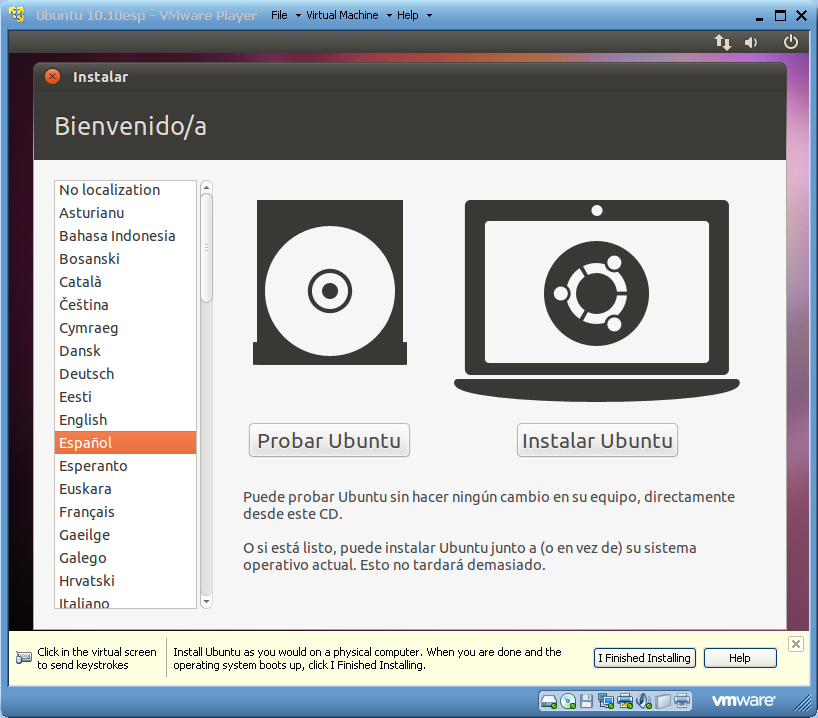 Ubuntu 10.10esp - VMware Player File Virtual Machine Help
Instalar
Bienvenido/a
No localization
Asturianu
Bahasa Indonesia
Bosanski
Català
Čeština
Cymraeg
Dansk
Deutsch
Eesti
English
Español
Esperanto
Euskara
Français
Gaeilge
Galego
Hrvatski
Italiano
Probar Ubuntu
Instalar Ubuntu
Puede probar Ubuntu sin hacer ningún cambio en su equipo, directamente
desde este CD.
O si está listo, puede instalar Ubuntu junto a (o en vez de) su sistema
operativo actual. Esto no tardará demasiado.
Click in the virtual screen
to send keystrokes
Install Ubuntu as you would on a physical computer. When you are done and the
operating system boots up, click I Finished Installing.
I Finished Installing
Help
vmware